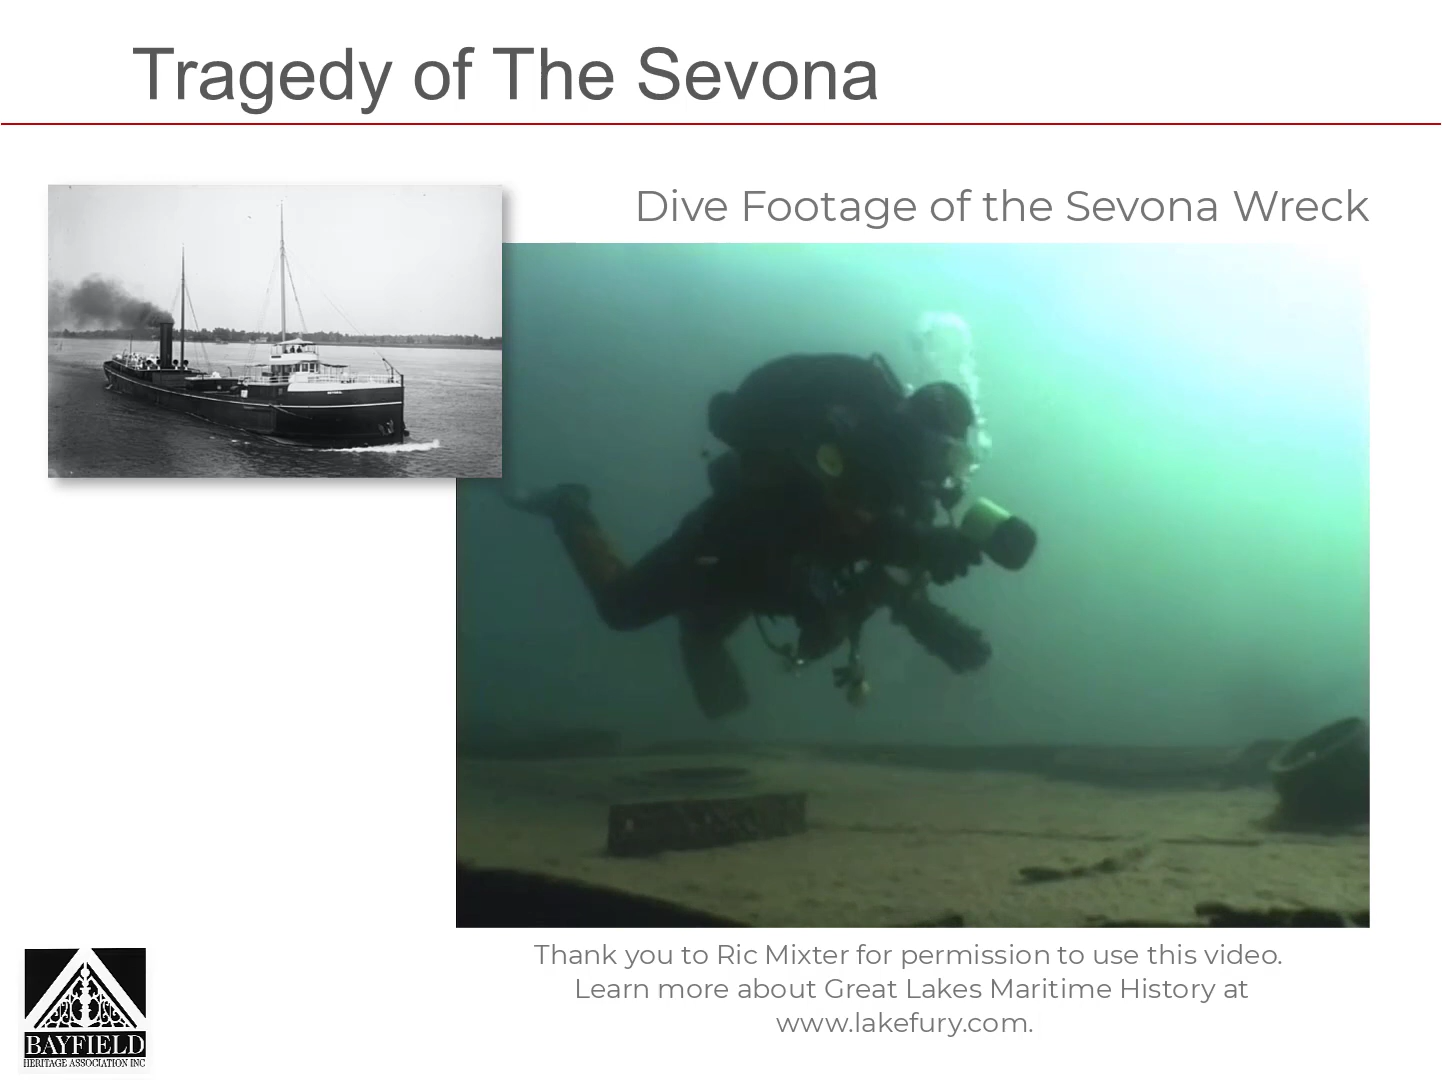 Tragedy of The Sevona
Dive Footage of the Sevona Wreck
Thank you to Ric Mixter for permission to use this video.
Learn more about Great Lakes Maritime History at
www.lakefury.com.
BAYFIELD
HERITAGE ASSOCIATION INC